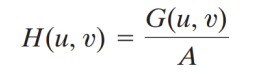 H(u, v) = G(u, v) / A